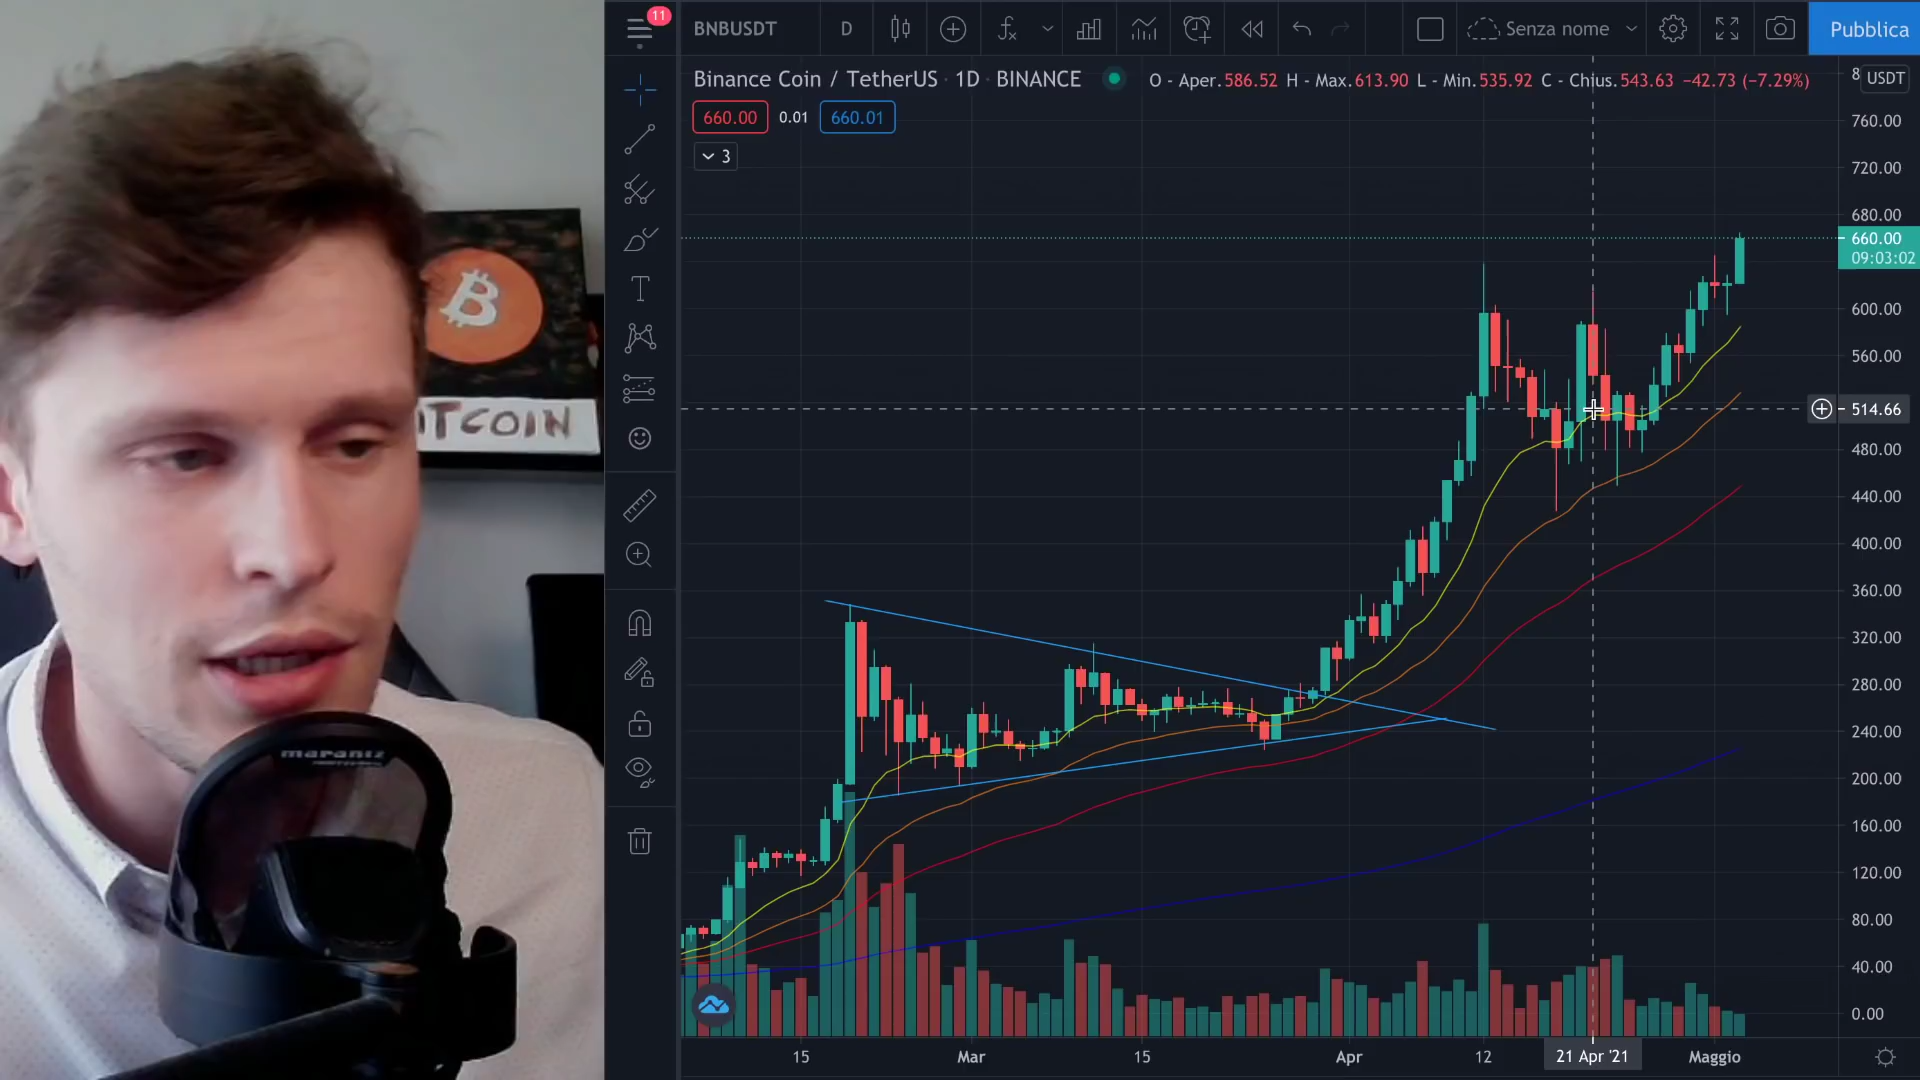 11
BNBUSDT
D
Senza nome
Pubblica
Binance Coin / TetherUS · 1D · BINANCE
O - Aper.586.52 H - Max.613.90 L - Min.535.92 C - Chius.543.63 −42.73 (−7.29%)
USDT
660.00
0.01
660.01
3
760.00
720.00
680.00
660.00
09:03:02
600.00
560.00
514.66
480.00
440.00
400.00
360.00
320.00
280.00
240.00
200.00
160.00
120.00
80.00
40.00
0.00
15
Mar
15
Apr
12
21 Apr '21
Maggio
ITCOIN
marantz